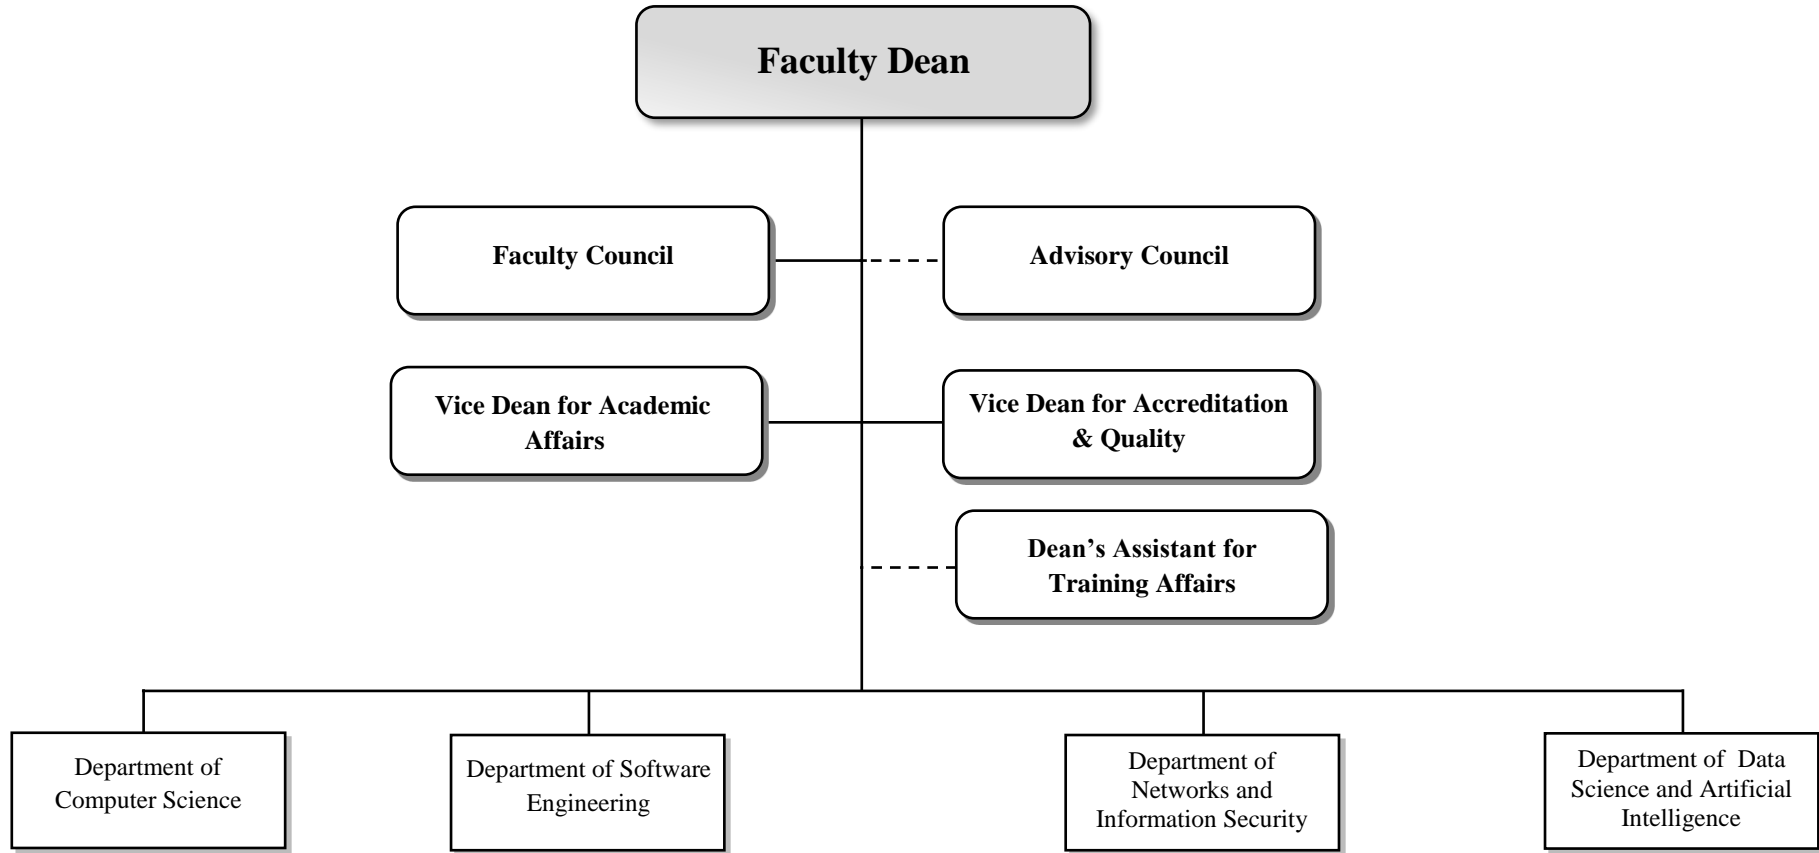 Faculty Dean
Faculty Council
Advisory Council
Vice Dean for Academic
Affairs
Vice Dean for Accreditation
& Quality
Dean’s Assistant for
Training Affairs
Department of
Computer Science
Department of Software
Engineering
Department of
Networks and
Information Security
Department of  Data
Science and Artificial
Intelligence